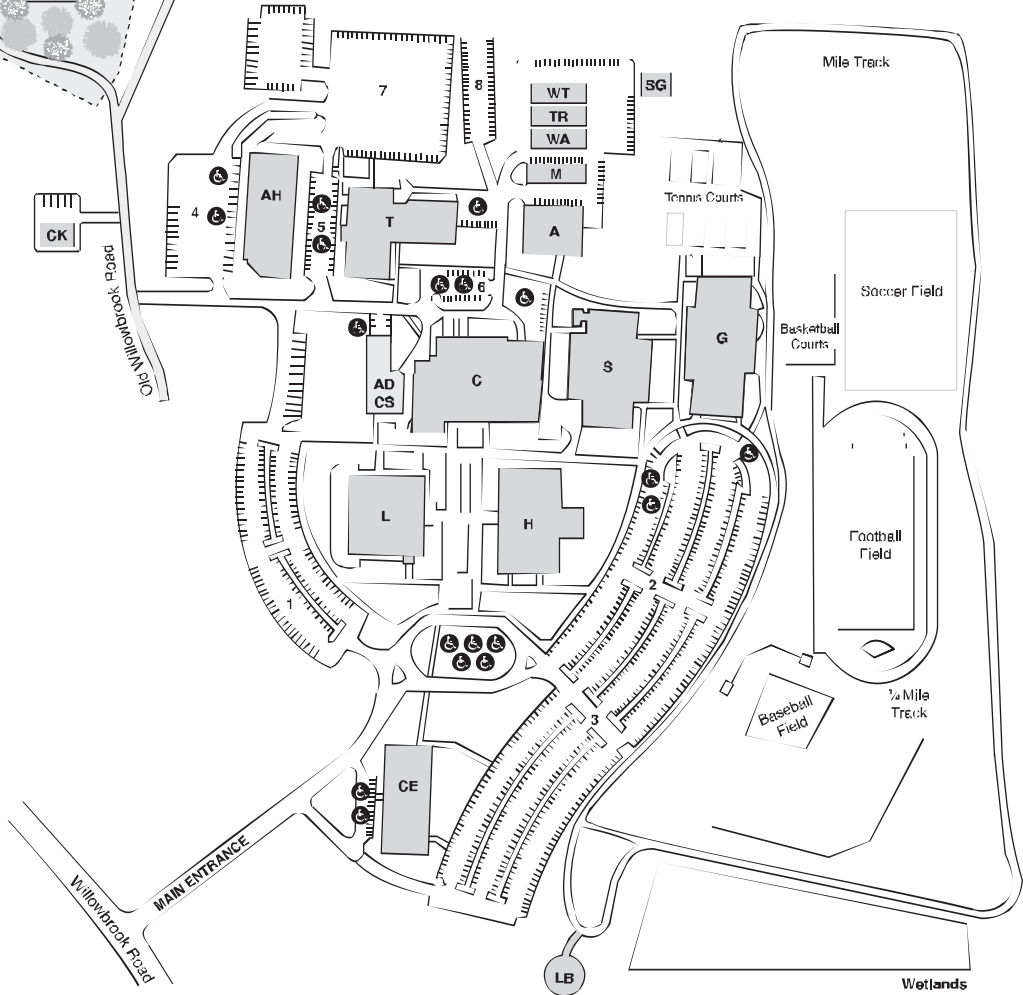 Mile Track
7
8
WT
SG
TR
WA
M
Tennis Courts
AH
4
5
T
A
CK
6
Old Willowbrook Road
Soccer Field
Basketball
Courts
G
S
C
AD
CS
L
H
Football
Field
2
1
3
¼ Mile
Track
Baseball
Field
CE
MAIN ENTRANCE
Willowbrook Road
LB
Wetlands